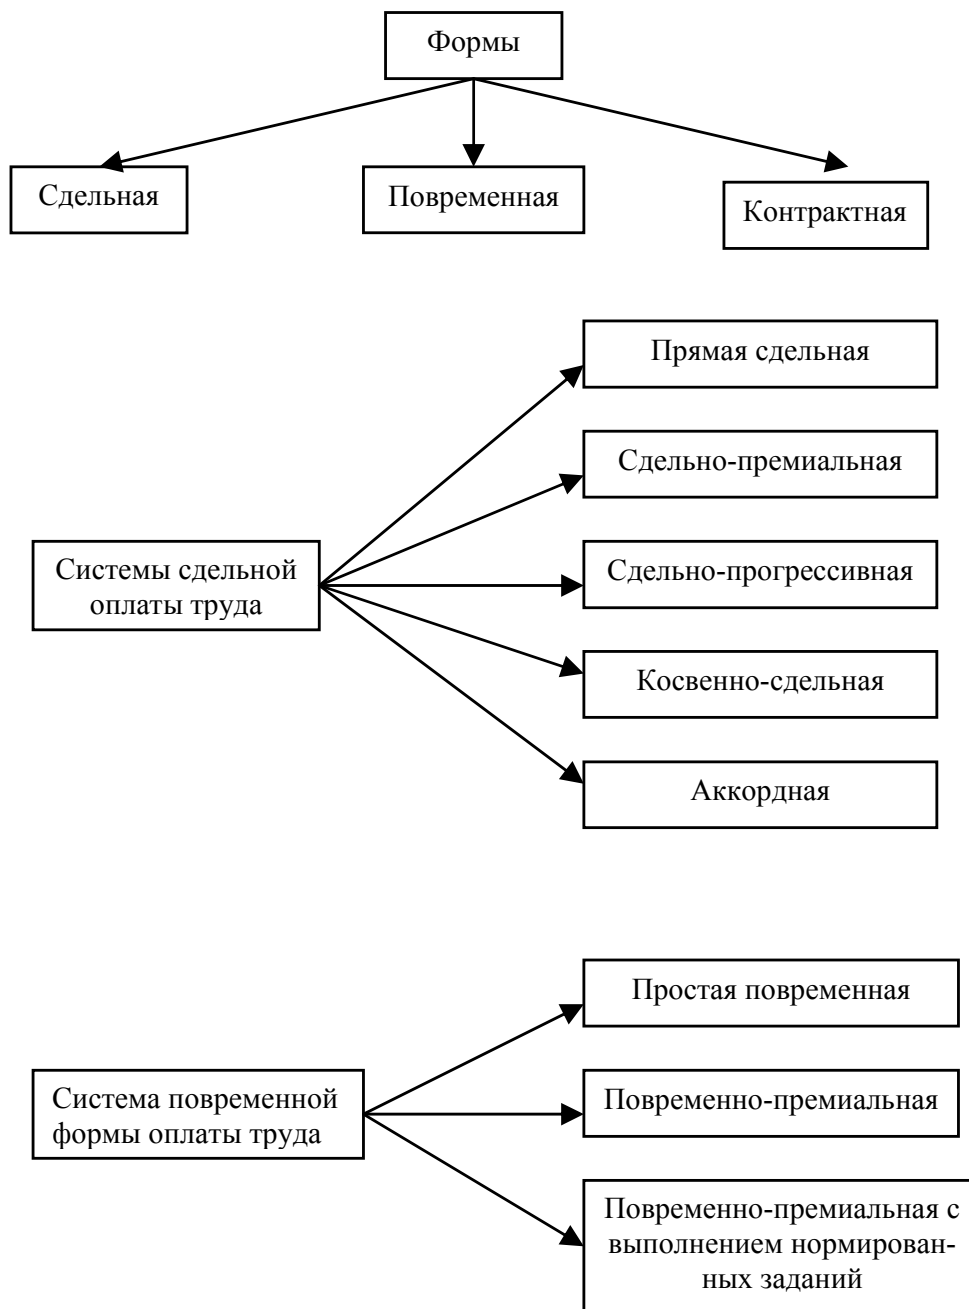 Формы
Сдельная
Повременная
Контрактная
Прямая сдельная
Сдельно-премиальная
Системы сдельной
оплаты труда
Сдельно-прогрессивная
Косвенно-сдельная
Аккордная
Простая повременная
Система повременной
формы оплаты труда
Повременно-премиальная
Повременно-премиальная с
выполнением нормирован-
ных заданий